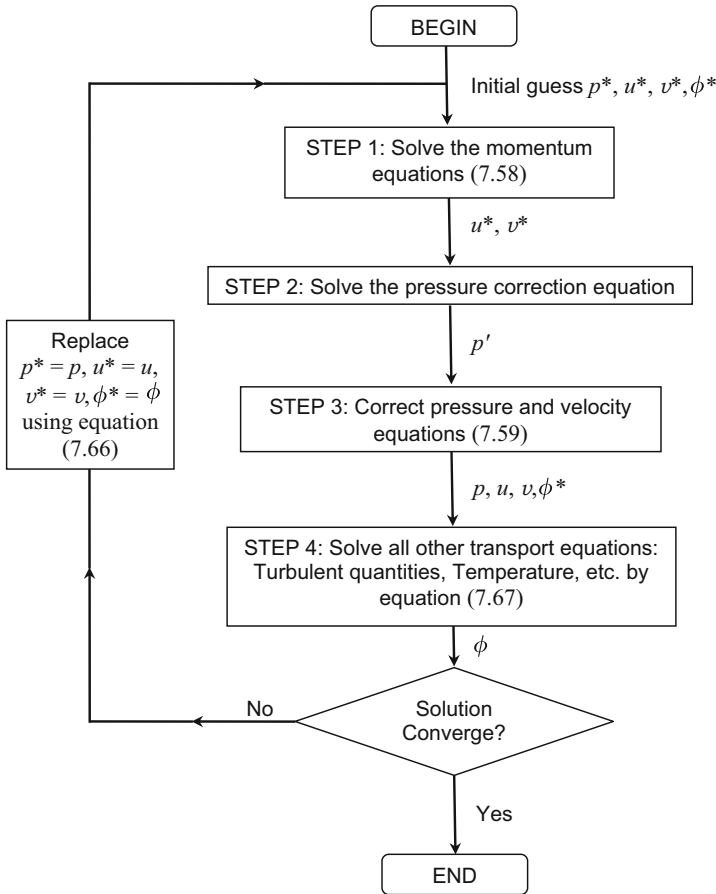 BEGIN
Initial guess p*, u*, v*, ϕ*
STEP 1: Solve the momentum
equations (7.58)
u*, v*
STEP 2: Solve the pressure correction equation
p′
STEP 3: Correct pressure and velocity
equations (7.59)
p, u, v, ϕ*
STEP 4: Solve all other transport equations:
Turbulent quantities, Temperature, etc. by
equation (7.67)
ϕ
Solution
Converge?
No
Replace
p* = p, u* = u,
v* = v, ϕ* = ϕ
using equation
(7.66)
Yes
END